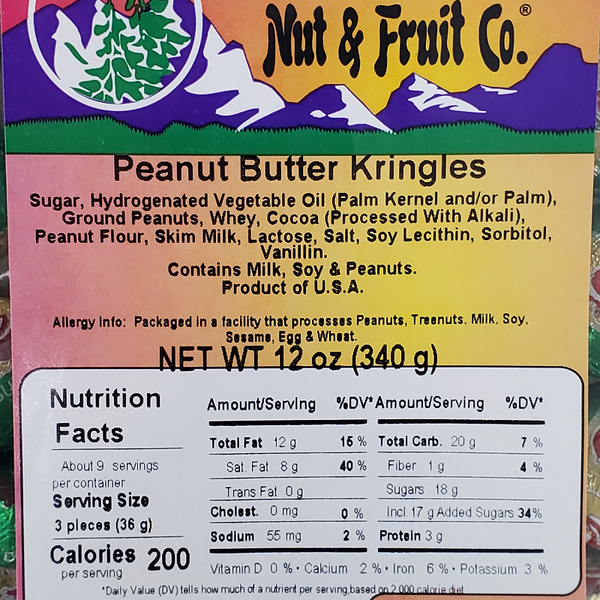 Nut & Fruit Co.®
Peanut Butter Kringles
Sugar, Hydrogenated Vegetable Oil (Palm Kernel and/or Palm),
Ground Peanuts, Whey, Cocoa (Processed With Alkali),
Peanut Flour, Skim Milk, Lactose, Salt, Soy Lecithin, Sorbitol,
Vanillin.
Contains Milk, Soy & Peanuts.
Product of U.S.A.
Allergy Info: Packaged in a facility that processes Peanuts, Treenuts, Milk, Soy,
Sesame, Egg & Wheat.
NET WT 12 oz (340 g)
Nutrition
Facts
About 9 servings
per container
Serving Size
3 pieces (36 g)
Calories 200
per serving
Amount/Serving %DV*
Total Fat 12 g 15 %
Sat. Fat 8 g 40 %
Trans Fat 0 g
Cholest. 0 mg 0 %
Sodium 55 mg 2 %
Amount/Serving %DV*
Total Carb. 20 g 7 %
Fiber 1 g 4 %
Sugars 18 g
Incl. 17 g Added Sugars 34%
Protein 3 g
Vitamin D 0 % • Calcium 2 % • Iron 6 % • Potassium 3 %
*Daily Value (DV) tells how much of a nutrient per serving,based on 2,000 calorie diet